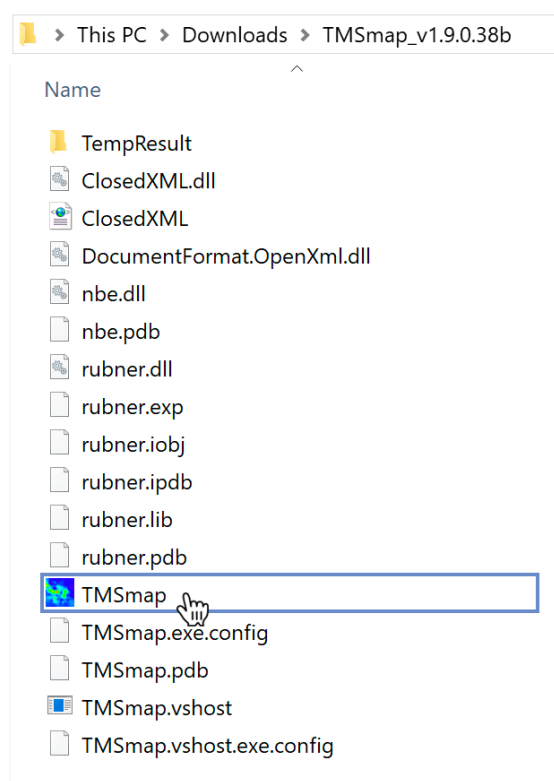 This PC > Downloads > TMSmap_v1.9.0.38b
Name
TempResult
ClosedXML.dll
ClosedXML
DocumentFormat.OpenXml.dll
nbe.dll
nbe.pdb
rubner.dll
rubner.exp
rubner.iobj
rubner.ipdb
rubner.lib
rubner.pdb
TMSmap
TMSmap.exe.config
TMSmap.pdb
TMSmap.vshost
TMSmap.vshost.exe.config